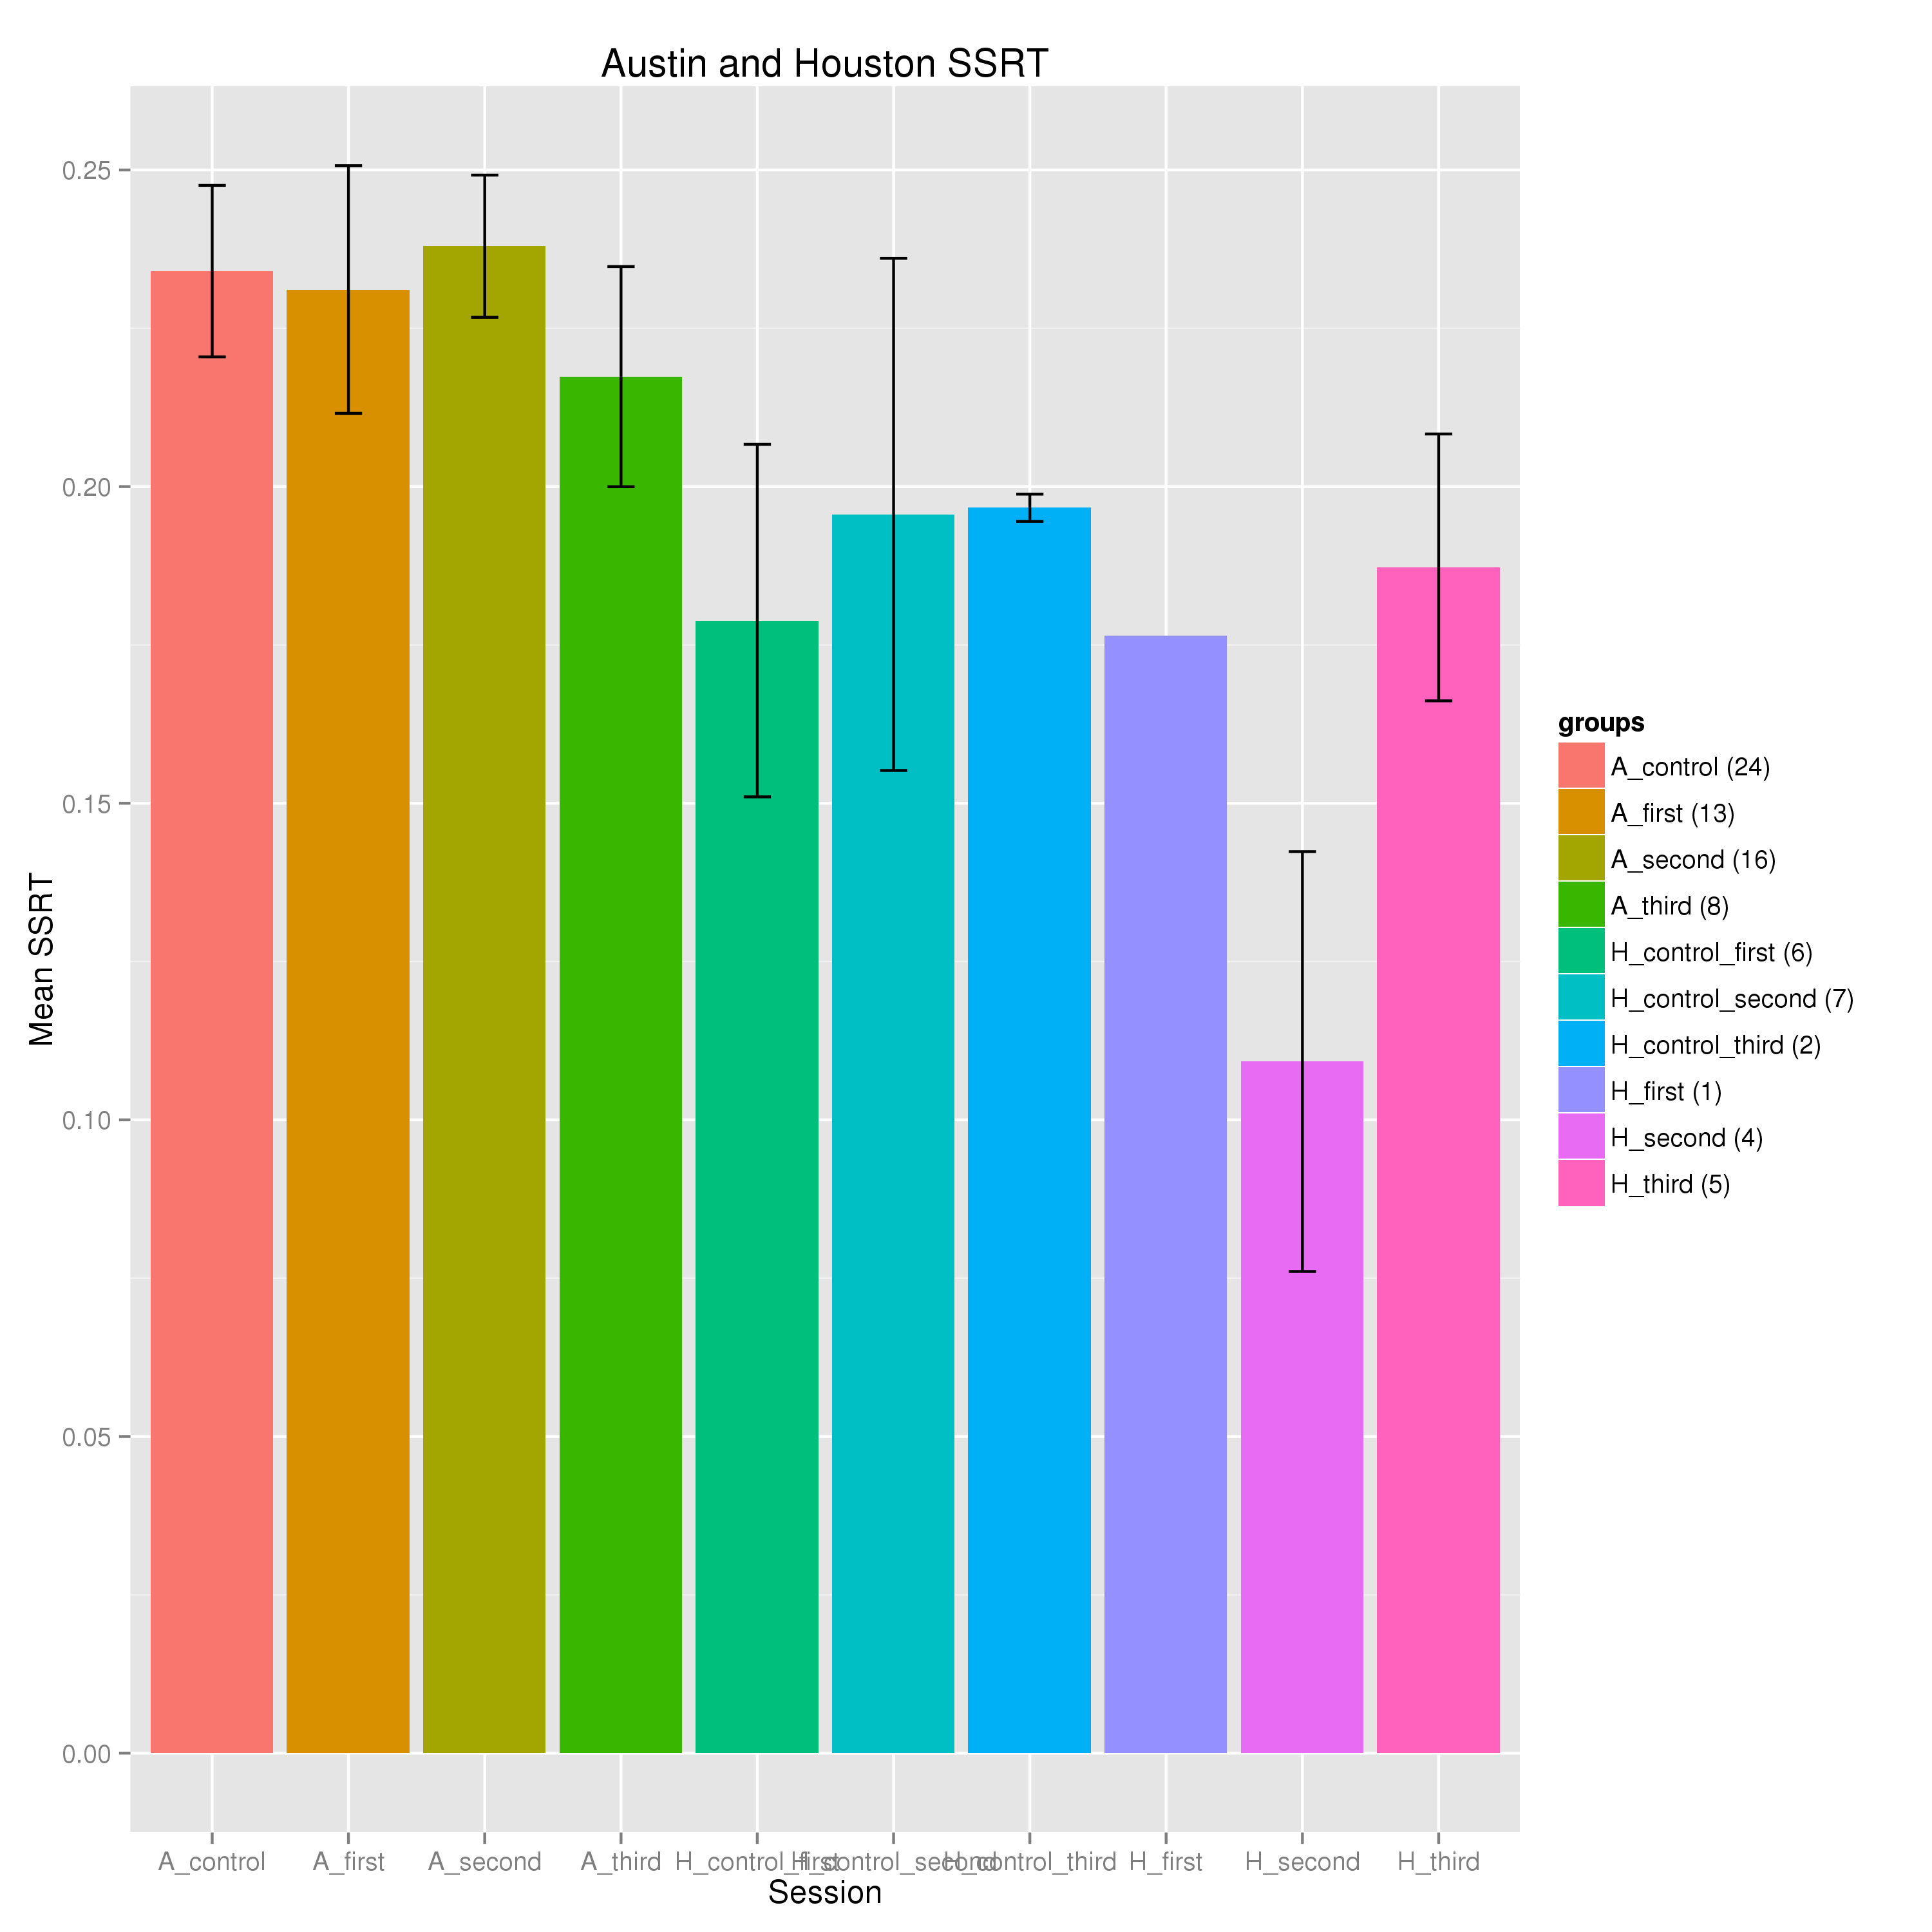 Austin and Houston SSRT
Mean SSRT
0.25
0.20
0.15
0.10
0.05
0.00
A_control A_first A_second A_third H_control_first H_control_second H_control_third H_first H_second H_third
Session
groups
A_control (24)
A_first (13)
A_second (16)
A_third (8)
H_control_first (6)
H_control_second (7)
H_control_third (2)
H_first (1)
H_second (4)
H_third (5)